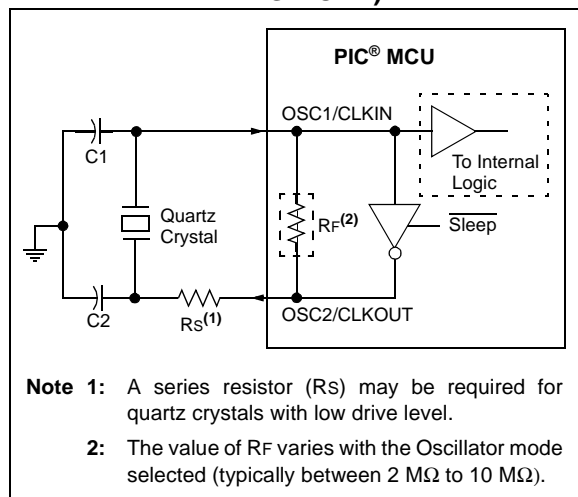 PIC® MCU
OSC1/CLKIN
C1
To Internal
Logic
Quartz
Crystal
RF(2)
Sleep
C2
RS(1)
OSC2/CLKOUT
Note 1: A series resistor (RS) may be required for
quartz crystals with low drive level.
2: The value of RF varies with the Oscillator mode
selected (typically between 2 MΩ to 10 MΩ).